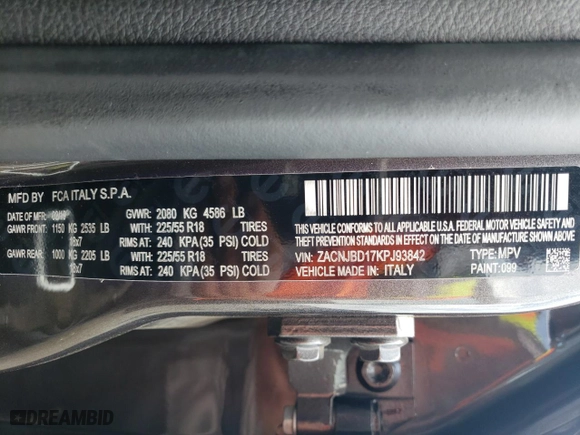 MFD BY FCA ITALY S.P.A.
DATE OF MFR: GVWR: 2080 KG 4586 LB
GAWR FRONT: 1150 KG 2535 LB WITH 225/55 R18 TIRES
18x7 RIMS AT: 240 KPA(35 PSI) COLD
GAWR REAR: 1000 KG 2205 LB WITH 225/55 R18 TIRES
18x7 RIMS AT: 240 KPA(35 PSI) COLD
THIS VEHICLE CONFORMS TO ALL APPLICABLE U.S.A. FEDERAL MOTOR
VEHICLE SAFETY, BUMPER, AND THEFT PREVENTION STANDARDS
IN EFFECT ON THE DATE OF MANUFACTURE SHOWN ABOVE.
VIN: ZACNJBD17KPJ93842 TYPE: MPV
VEHICLE MADE IN: ITALY PAINT: 099
DREAMBID